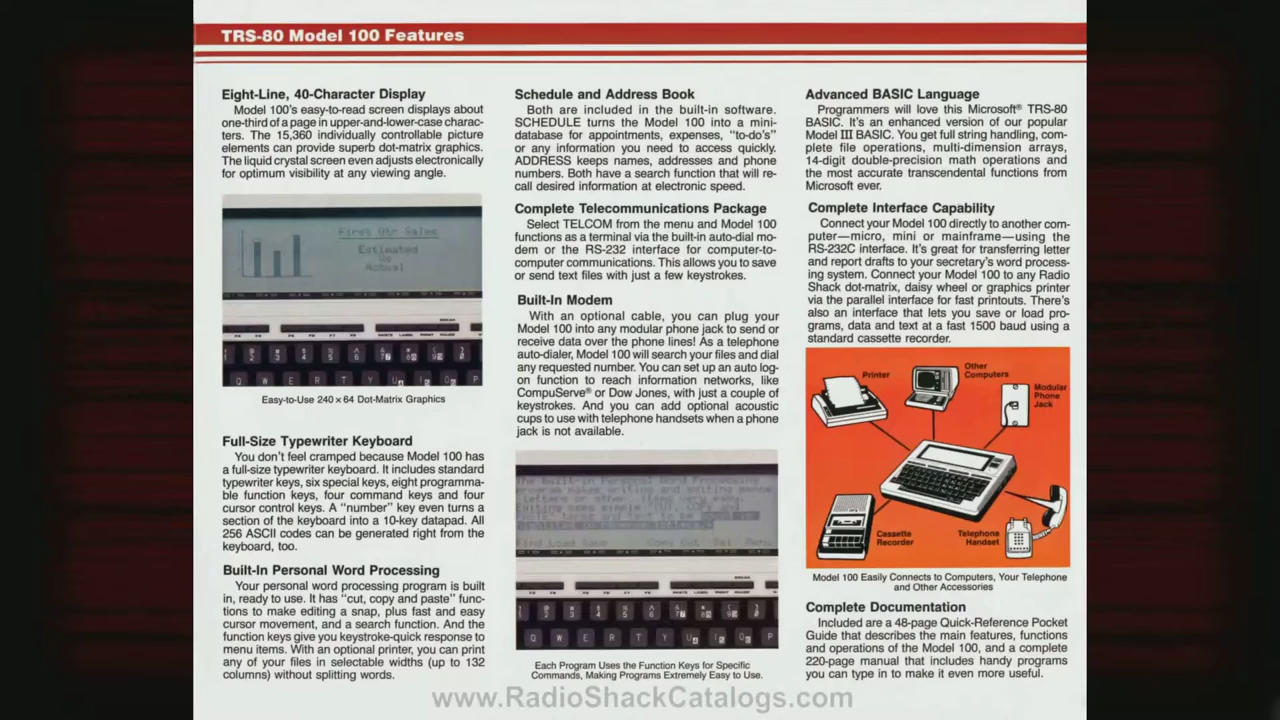 TRS-80 Model 100 Features
Eight-Line, 40-Character Display
Model 100's easy-to-read screen displays about
one-third of a page in upper-and-lower-case charac-
ters. The 15,360 individually controllable picture
elements can provide superb dot-matrix graphics.
The liquid crystal screen even adjusts electronically
for optimum visibility at any viewing angle.
First Qtr Sales
Estimated
Vs
Actual
Easy-to-Use 240 × 64 Dot-Matrix Graphics
Full-Size Typewriter Keyboard
You don't feel cramped because Model 100 has
a full-size typewriter keyboard. It includes standard
typewriter keys, six special keys, eight programma-
ble function keys, four command keys and four
cursor control keys. A "number" key even turns a
section of the keyboard into a 10-key datapad. All
256 ASCII codes can be generated right from the
keyboard, too.
Built-In Personal Word Processing
Your personal word processing program is built
in, ready to use. It has "cut, copy and paste" func-
tions to make editing a snap, plus fast and easy
cursor movement, and a search function. And the
function keys give you keystroke-quick response to
menu items. With an optional printer, you can print
any of your files in selectable widths (up to 132
columns) without splitting words.
Schedule and Address Book
Both are included in the built-in software.
SCHEDULE turns the Model 100 into a mini-
database for appointments, expenses, "to-do's"
or any information you need to access quickly.
ADDRESS keeps names, addresses and phone
numbers. Both have a search function that will re-
call desired information at electronic speed.
Complete Telecommunications Package
Select TELCOM from the menu and Model 100
functions as a terminal via the built-in auto-dial mo-
dem or the RS-232 interface for computer-to-
computer communications. This allows you to save
or send text files with just a few keystrokes.
Built-In Modem
With an optional cable, you can plug your
Model 100 into any modular phone jack to send or
receive data over the phone lines! As a telephone
auto-dialer, Model 100 will search your files and dial
any requested number. You can set up an auto log-
on function to reach information networks, like
CompuServe® or Dow Jones, with just a couple of
keystrokes. And you can add optional acoustic
cups to use with telephone handsets when a phone
jack is not available.
The Built-in Personal Word Processing
program makes writing and editing
letters or other
Find Load Save Copy Cut Sel Menu
Each Program Uses the Function Keys for Specific
Commands, Making Programs Extremely Easy to Use.
Advanced BASIC Language
Programmers will love this Microsoft® TRS-80
BASIC. It's an enhanced version of our popular
Model III BASIC. You get full string handling, com-
plete file operations, multi-dimension arrays,
14-digit double-precision math operations and
the most accurate transcendental functions from
Microsoft ever.
Complete Interface Capability
Connect your Model 100 directly to another com-
puter—micro, mini or mainframe—using the
RS-232C interface. It's great for transferring letter
and report drafts to your secretary's word process-
ing system. Connect your Model 100 to any Radio
Shack dot-matrix, daisy wheel or graphics printer
via the parallel interface for fast printouts. There's
also an interface that lets you save or load pro-
grams, data and text at a fast 1500 baud using a
standard cassette recorder.
Printer
Other
Computers
Modular
Phone
Jack
Cassette
Recorder
Telephone
Handset
Model 100 Easily Connects to Computers, Your Telephone
and Other Accessories
Complete Documentation
Included are a 48-page Quick-Reference Pocket
Guide that describes the main features, functions
and operations of the Model 100, and a complete
220-page manual that includes handy programs
you can type in to make it even more useful.
www.RadioShackCatalogs.com